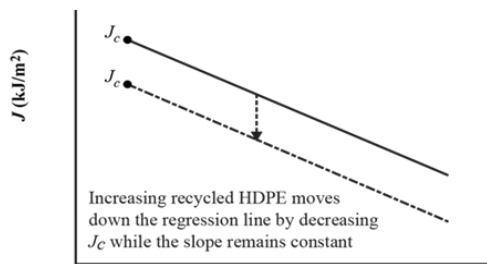 J (kJ/m²)
Jc
Jc
Increasing recycled HDPE moves
down the regression line by decreasing
Jc while the slope remains constant